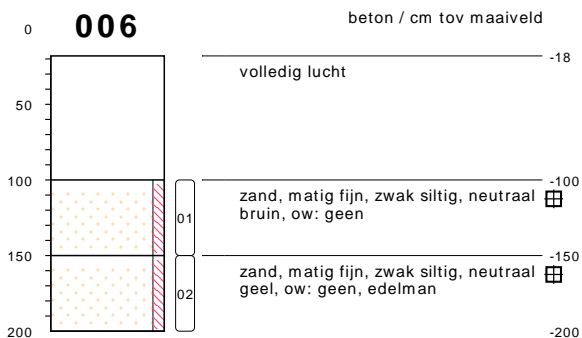 006
beton / cm tov maaiveld
0
-18
volledig lucht
50
100
-100
zand, matig fijn, zwak siltig, neutraal
bruin, ow: geen
01
150
-150
zand, matig fijn, zwak siltig, neutraal
geel, ow: geen, edelman
02
200
-200